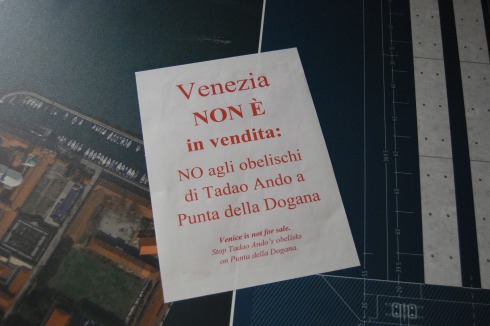 Venezia
NON È
in vendita:
NO agli obelischi
di Tadao Ando a
Punta della Dogana
Venice is not for sale.
Stop Tadao Ando's obelisks
on Punta della Dogana.